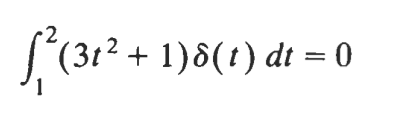 ∫₁²(3t² + 1)δ(t) dt = 0